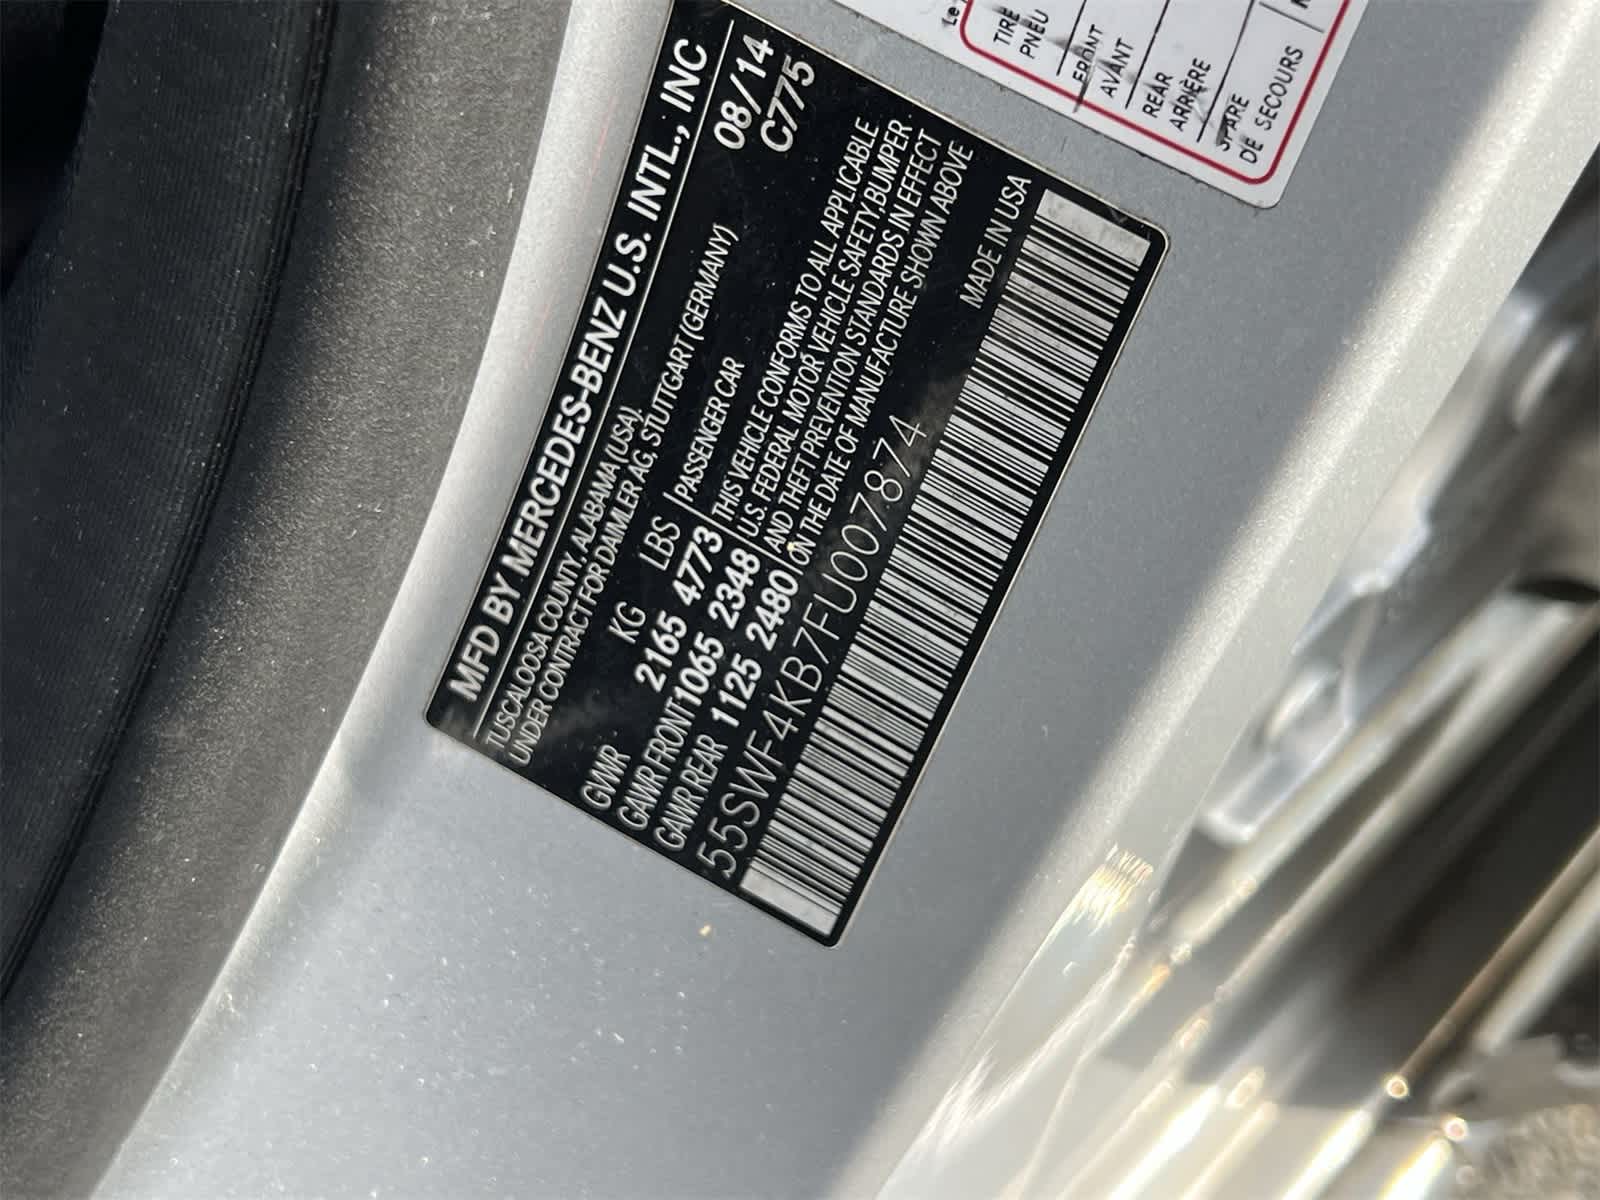 MFD BY MERCEDES-BENZ U.S. INTL., INC
TUSCALOOSA COUNTY, ALABAMA (USA)
UNDER CONTRACT FOR DAIMLER AG, STUTTGART (GERMANY)
08/14
C775
KG LBS
GVWR 2165 4773
GAWR FRONT 1065 2348
GAWR REAR 1125 2480
PASSENGER CAR
THIS VEHICLE CONFORMS TO ALL APPLICABLE
U.S. FEDERAL MOTOR VEHICLE SAFETY, BUMPER
AND THEFT PREVENTION STANDARDS IN EFFECT
ON THE DATE OF MANUFACTURE SHOWN ABOVE
55SWF4KB7FU007874
MADE IN USA
TIRE
PNEU
FRONT
AVANT
REAR
ARRIÈRE
SPARE
DE SECOURS